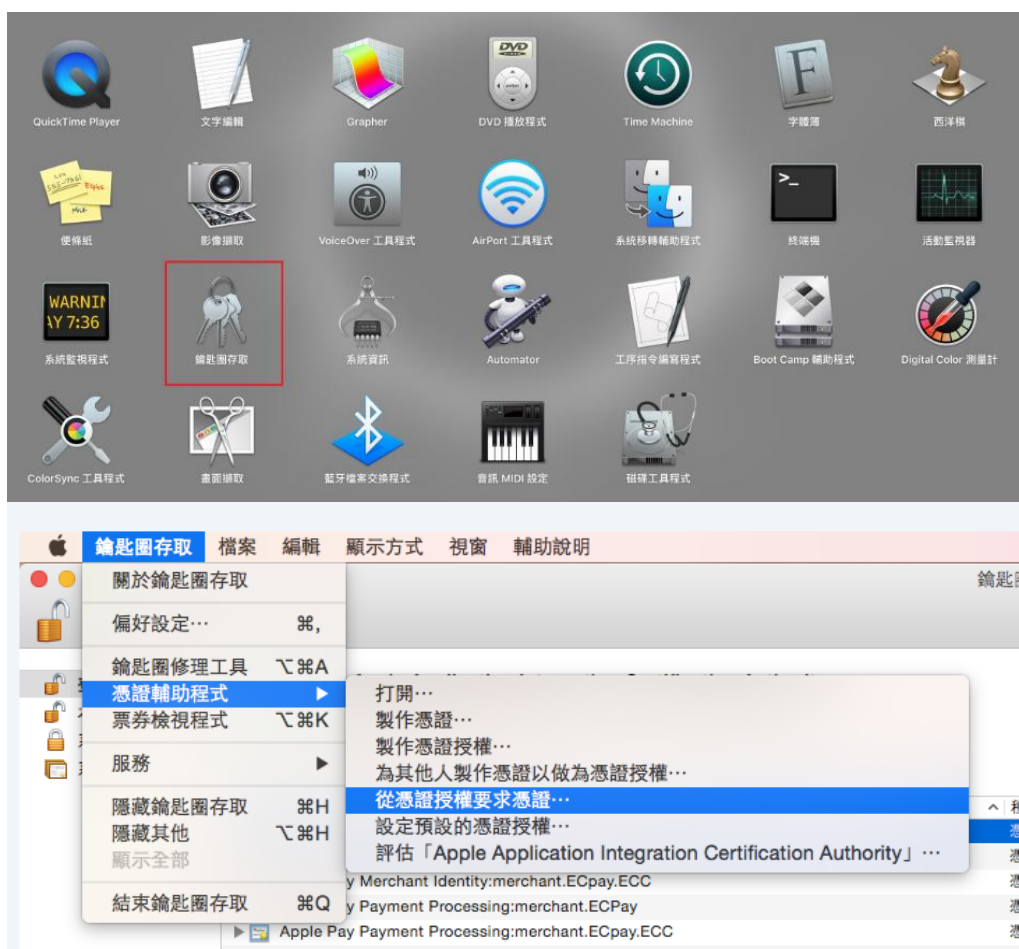 QuickTime Player
文字編輯
Grapher
DVD
DVD 播放程式
Time Machine
字體簿
西洋棋
便條紙
影像擷取
VoiceOver 工具程式
AirPort 工具程式
系統移轉輔助程式
>_
終端機
活動監視器
WARNIN
AY 7:36
系統監視程式
鑰匙圈存取
系統資訊
Automator
工序指令編寫程式
Boot Camp 輔助程式
Digital Color 測量計
ColorSync 工具程式
畫面擷取
藍牙檔案交換程式
音訊 MIDI 設定
磁碟工具程式
鑰匙圈存取 檔案 編輯 顯示方式 視窗 輔助說明
關於鑰匙圈存取
鑰匙
偏好設定… ⌘,
鑰匙圈修理工具 ⌥⌘A
憑證輔助程式 ▶
票券檢視程式 ⌥⌘K
服務 ▶
隱藏鑰匙圈存取 ⌘H
隱藏其他 ⌥⌘H
顯示全部
結束鑰匙圈存取 ⌘Q
打開…
製作憑證…
製作憑證授權…
為其他人製作憑證以做為憑證授權…
從憑證授權要求憑證…
設定預設的憑證授權…
評估「Apple Application Integration Certification Authority」…
y Merchant Identity:merchant.ECpay.ECC
y Payment Processing:merchant.ECPay
Apple Pay Payment Processing:merchant.ECpay.ECC